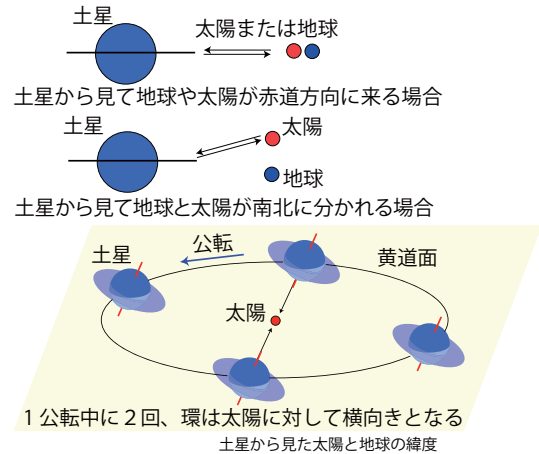 土星
太陽または地球
土星から見て地球や太陽が赤道方向に来る場合
土星
太陽
地球
土星から見て地球と太陽が南北に分かれる場合
土星
公転
黄道面
太陽
1公転中に2回、環は太陽に対して横向きとなる
土星から見た太陽と地球の緯度